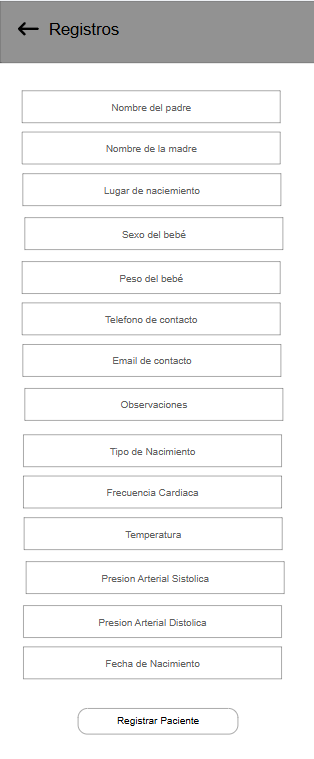 Registros
Nombre del padre
Nombre de la madre
Lugar de naciemiento
Sexo del bebé
Peso del bebé
Telefono de contacto
Email de contacto
Observaciones
Tipo de Nacimiento
Frecuencia Cardiaca
Temperatura
Presion Arterial Sistolica
Presion Arterial Distolica
Fecha de Nacimiento
Registrar Paciente